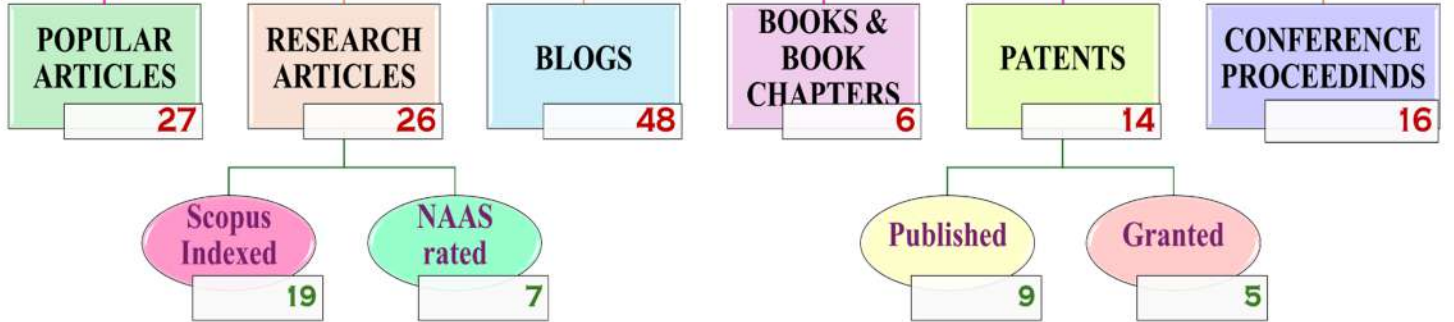 POPULAR
ARTICLES
27
RESEARCH
ARTICLES
26
BLOGS
48
BOOKS &
BOOK
CHAPTERS
6
PATENTS
14
CONFERENCE
PROCEEDINDS
16
Scopus
Indexed
19
NAAS
rated
7
Published
9
Granted
5